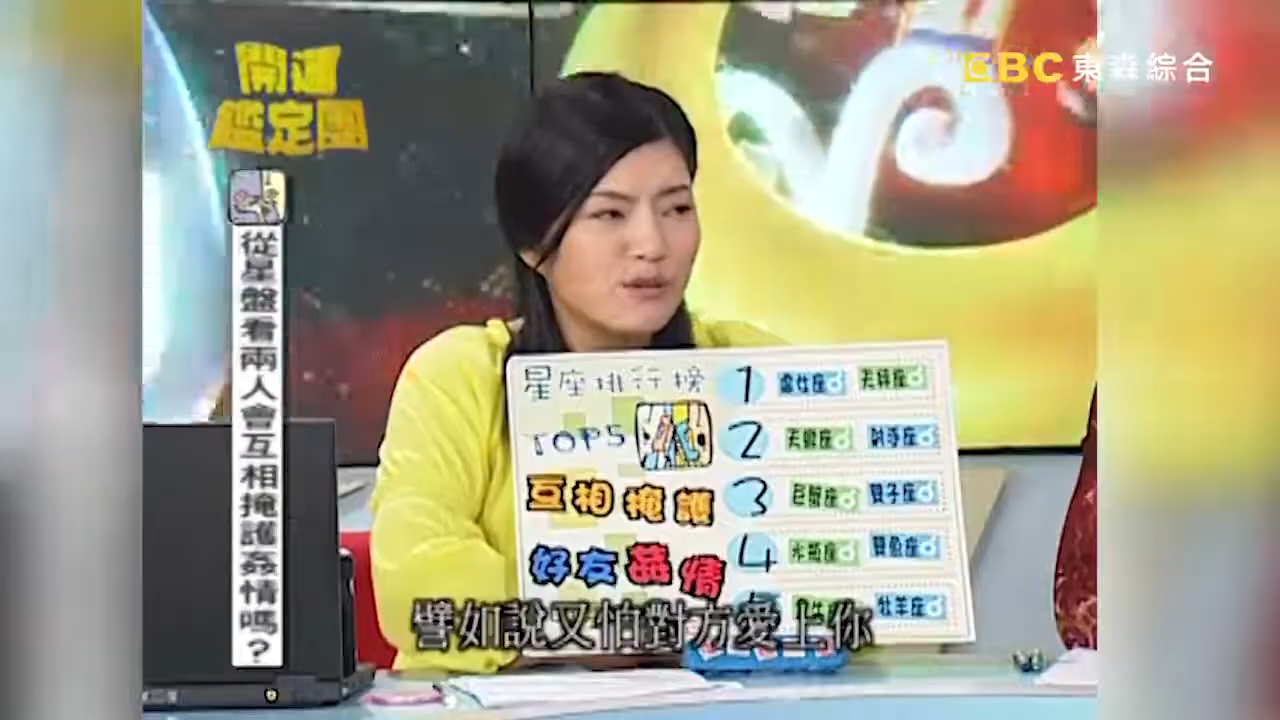 開運
鑑定團
EBC 東森綜合
從星盤看兩人會互相掩護姦情嗎?
星座排行榜
TOP5
互相掩護
好友姦情
1 處女座 天秤座
2 天蠍座 射手座
3 巨蟹座 雙子座
4 水瓶座 雙魚座
牡羊座
譬如說又怕對方愛上你